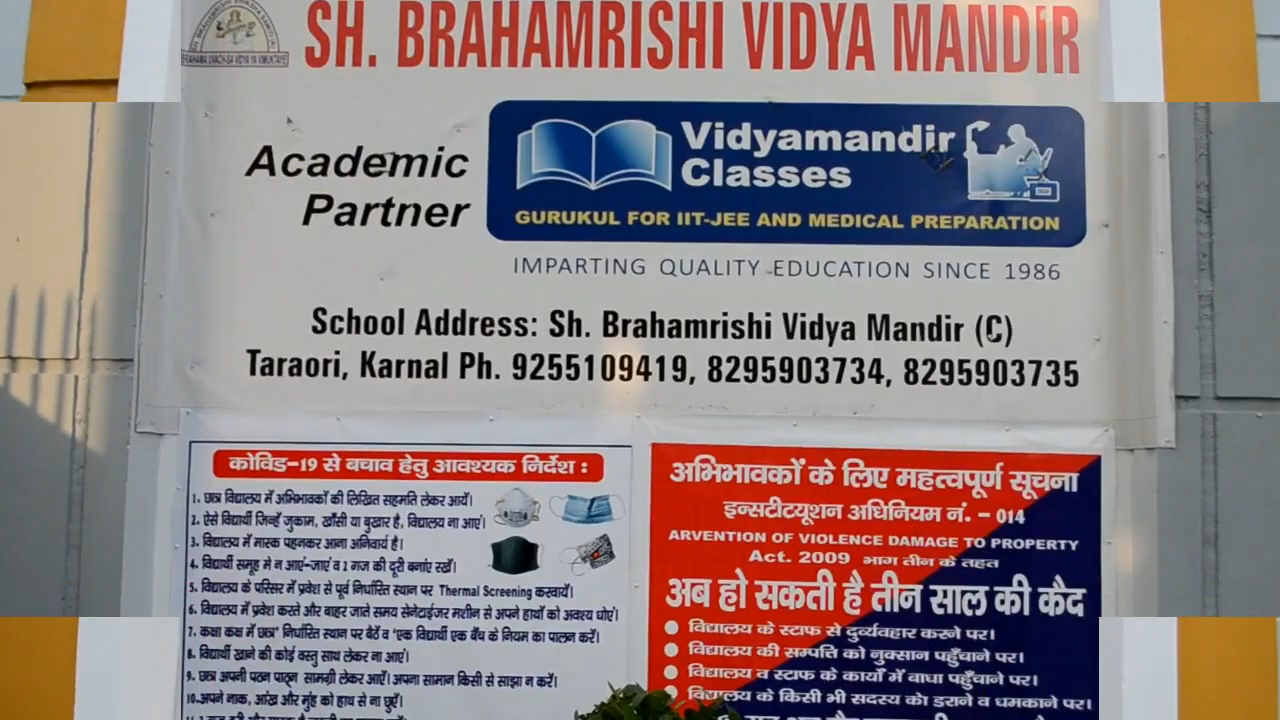 SH. BRAHAMRISHI VIDYA MANDIR
Academic
Partner
Vidyamandir
Classes
GURUKUL FOR IIT-JEE AND MEDICAL PREPARATION
IMPARTING QUALITY EDUCATION SINCE 1986
School Address: Sh. Brahamrishi Vidya Mandir (C)
Taraori, Karnal Ph. 9255109419, 8295903734, 8295903735
कोविड-19 से बचाव हेतु आवश्यक निर्देश :
1. छात्र विद्यालय में अभिभावकों की लिखित सहमति लेकर आयें।
2. ऐसे विद्यार्थी जिन्हें जुकाम, खाँसी या बुखार है, विद्यालय ना आएं।
3. विद्यालय में मास्क पहनकर आना अनिवार्य है।
4. विद्यार्थी समूह मे न आएं-जाएं व 2 गज की दूरी बनाएं रखें।
5. विद्यालय के परिसर में प्रवेश से पूर्व निर्धारित स्थान पर Thermal Screening करवायें।
6. विद्यालय में प्रवेश करते और बाहर जाते समय सेनेटाईजर मशीन से अपने हाथों को अवश्य धोएं।
7. कक्षा कक्ष में छात्र निर्धारित स्थान पर बैठें व 'एक विद्यार्थी एक बैंच के नियम का पालन करें।
8. विद्यार्थी खाने की कोई वस्तु साथ लेकर ना आएं।
9. छात्र अपनी पठन पाठन सामग्री लेकर आएँ। अपना सामान किसी से साझा न करें।
10.अपने नाक, आंख और मुंह को हाथ से ना छुएँ।
अभिभावकों के लिए महत्वपूर्ण सूचना
इन्सटीटयूशन अधिनियम नं. - 014
ARVENTION OF VIOLENCE DAMAGE TO PROPERTY
Act. 2009 भाग तीन के तहत
अब हो सकती है तीन साल की कैद
विद्यालय के स्टाफ से दुर्व्यवहार करने पर।
विद्यालय की सम्पत्ति को नुक्सान पहुँचाने पर।
विद्यालय व स्टाफ के कार्यों में बाधा पहुँचाने पर।
विद्यालय के किसी भी सदस्य को डराने व धमकाने पर।